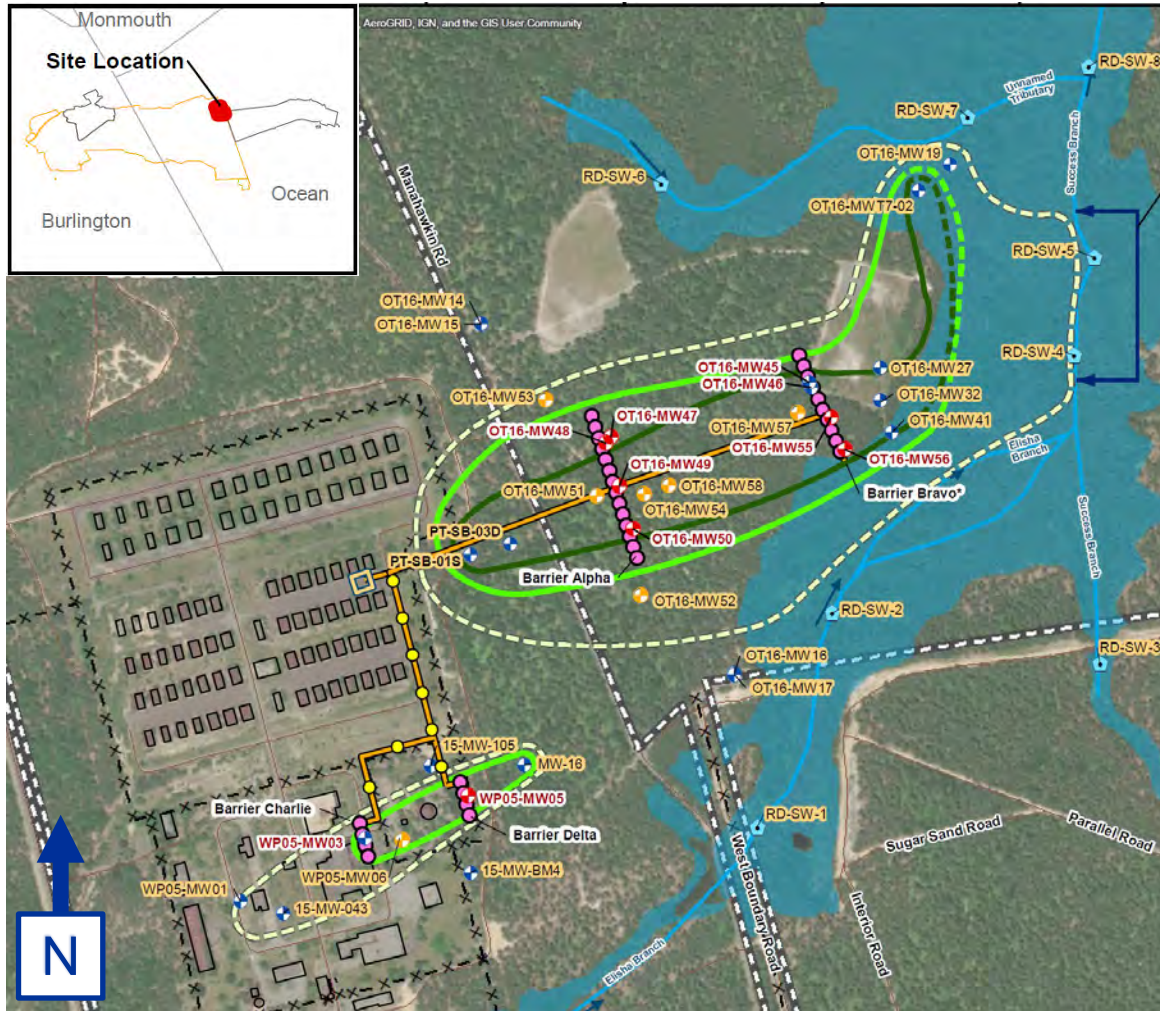 Monmouth
Site Location
Ocean
Burlington
AeroGRID, IGN, and the GIS User Community
RD-SW-8
Unnamed
Tributary
RD-SW-7
OT16-MW19
Success Branch
RD-SW-6
OT16-MWT7-02
Manahawkin Rd
RD-SW-5
OT16-MW14
OT16-MW15
RD-SW-4
OT16-MW45
OT16-MW46
OT16-MW27
OT16-MW53
OT16-MW32
OT16-MW47
OT16-MW57
OT16-MW41
OT16-MW48
OT16-MW55
Elisha
Branch
OT16-MW56
OT16-MW49
OT16-MW51
OT16-MW58
Barrier Bravo*
OT16-MW54
PT-SB-03D
OT16-MW50
Success Branch
PT-SB-01S
Barrier Alpha
OT16-MW52
RD-SW-2
RD-SW-3
OT16-MW16
OT16-MW17
15-MW-105
MW-16
WP05-MW05
Barrier Charlie
Barrier Delta
RD-SW-1
Sugar Sand Road
Parallel Road
WP05-MW03
WP05-MW06
15-MW-BM4
West Boundary Road
WP05-MW01
15-MW-043
Interior Road
Elisha Branch
N